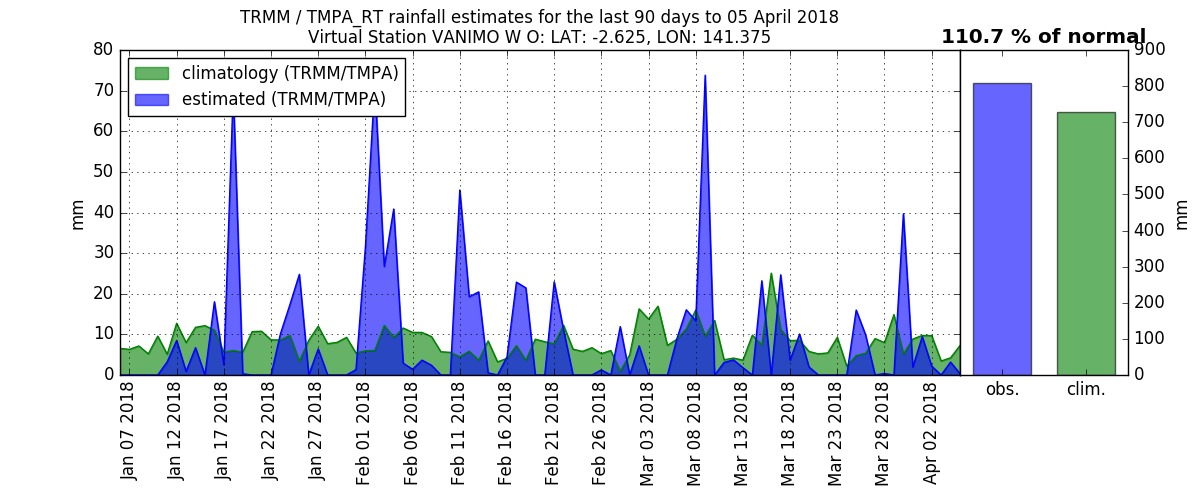 TRMM / TMPA_RT rainfall estimates for the last 90 days to 05 April 2018
Virtual Station VANIMO W O: LAT: -2.625, LON: 141.375
110.7 % of normal
climatology (TRMM/TMPA)
estimated (TRMM/TMPA)
80
70
60
50
40
30
20
10
0
mm
Jan 07 2018
Jan 12 2018
Jan 17 2018
Jan 22 2018
Jan 27 2018
Feb 01 2018
Feb 06 2018
Feb 11 2018
Feb 16 2018
Feb 21 2018
Feb 26 2018
Mar 03 2018
Mar 08 2018
Mar 13 2018
Mar 18 2018
Mar 23 2018
Mar 28 2018
Apr 02 2018
obs.
clim.
900
800
700
600
500
400
300
200
100
0
mm